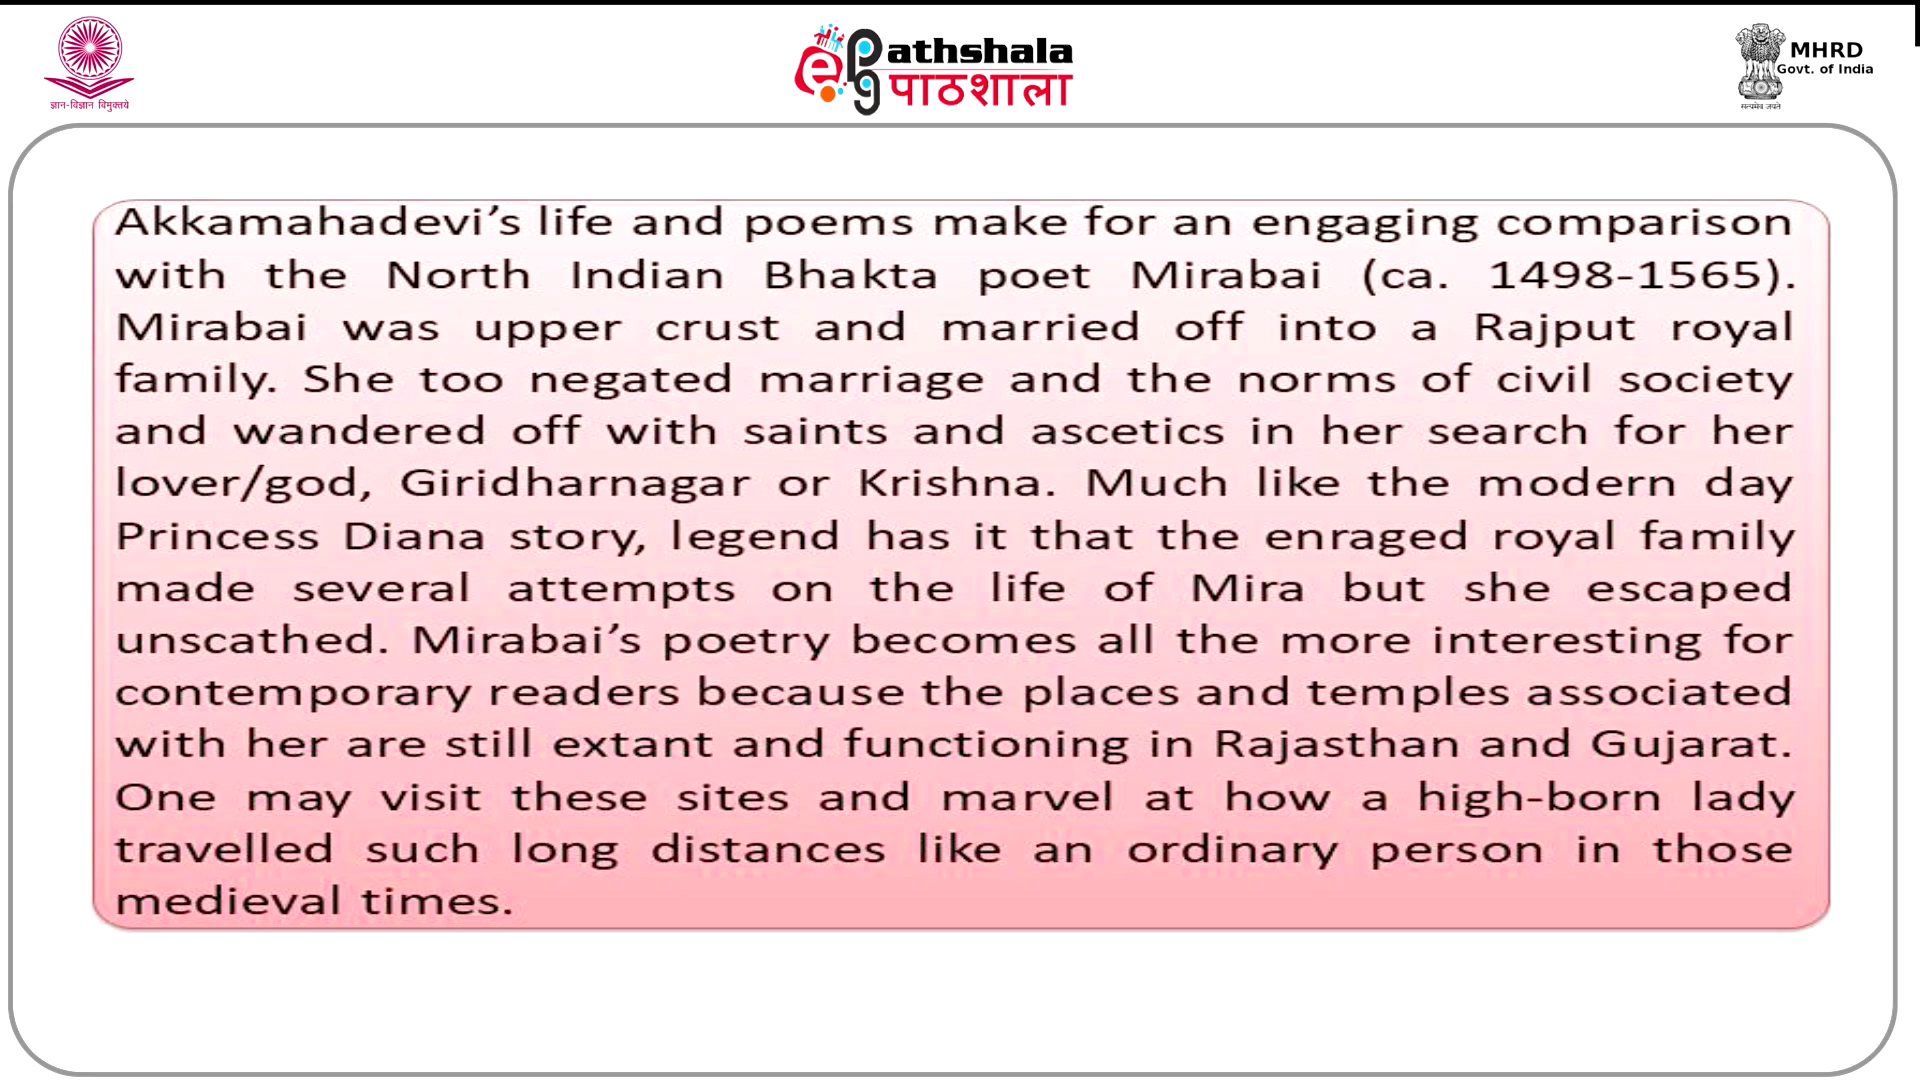 ज्ञान-विज्ञान विमुक्तये
e
pg
athshala
पाठशाला
MHRD
Govt. of India
सत्यमेव जयते
Akkamahadevi’s life and poems make for an engaging comparison
with the North Indian Bhakta poet Mirabai (ca. 1498-1565).
Mirabai was upper crust and married off into a Rajput royal
family. She too negated marriage and the norms of civil society
and wandered off with saints and ascetics in her search for her
lover/god, Giridharnagar or Krishna. Much like the modern day
Princess Diana story, legend has it that the enraged royal family
made several attempts on the life of Mira but she escaped
unscathed. Mirabai’s poetry becomes all the more interesting for
contemporary readers because the places and temples associated
with her are still extant and functioning in Rajasthan and Gujarat.
One may visit these sites and marvel at how a high-born lady
travelled such long distances like an ordinary person in those
medieval times.